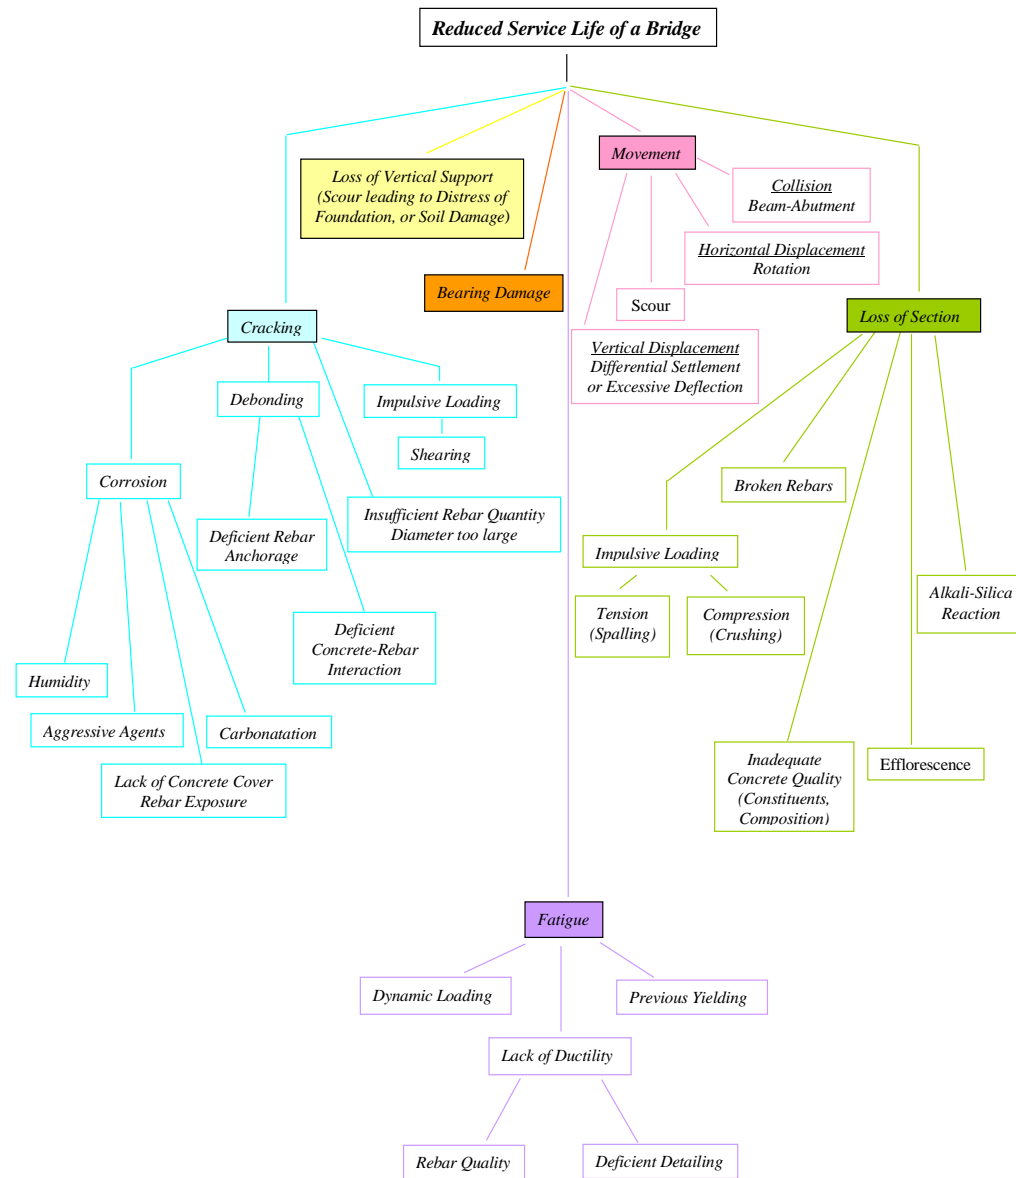 Reduced Service Life of a Bridge
Movement
Loss of Vertical Support
(Scour leading to Distress of
Foundation, or Soil Damage)
Collision
Beam-Abutment
Horizontal Displacement
Rotation
Bearing Damage
Scour
Cracking
Loss of Section
Vertical Displacement
Differential Settlement
or Excessive Deflection
Debonding
Impulsive Loading
Shearing
Corrosion
Broken Rebars
Insufficient Rebar Quantity
Diameter too large
Deficient Rebar
Anchorage
Impulsive Loading
Alkali-Silica
Reaction
Tension
(Spalling)
Compression
(Crushing)
Deficient
Concrete-Rebar
Interaction
Humidity
Aggressive Agents
Carbonatation
Lack of Concrete Cover
Rebar Exposure
Inadequate
Concrete Quality
(Constituents,
Composition)
Efflorescence
Fatigue
Dynamic Loading
Previous Yielding
Lack of Ductility
Rebar Quality
Deficient Detailing